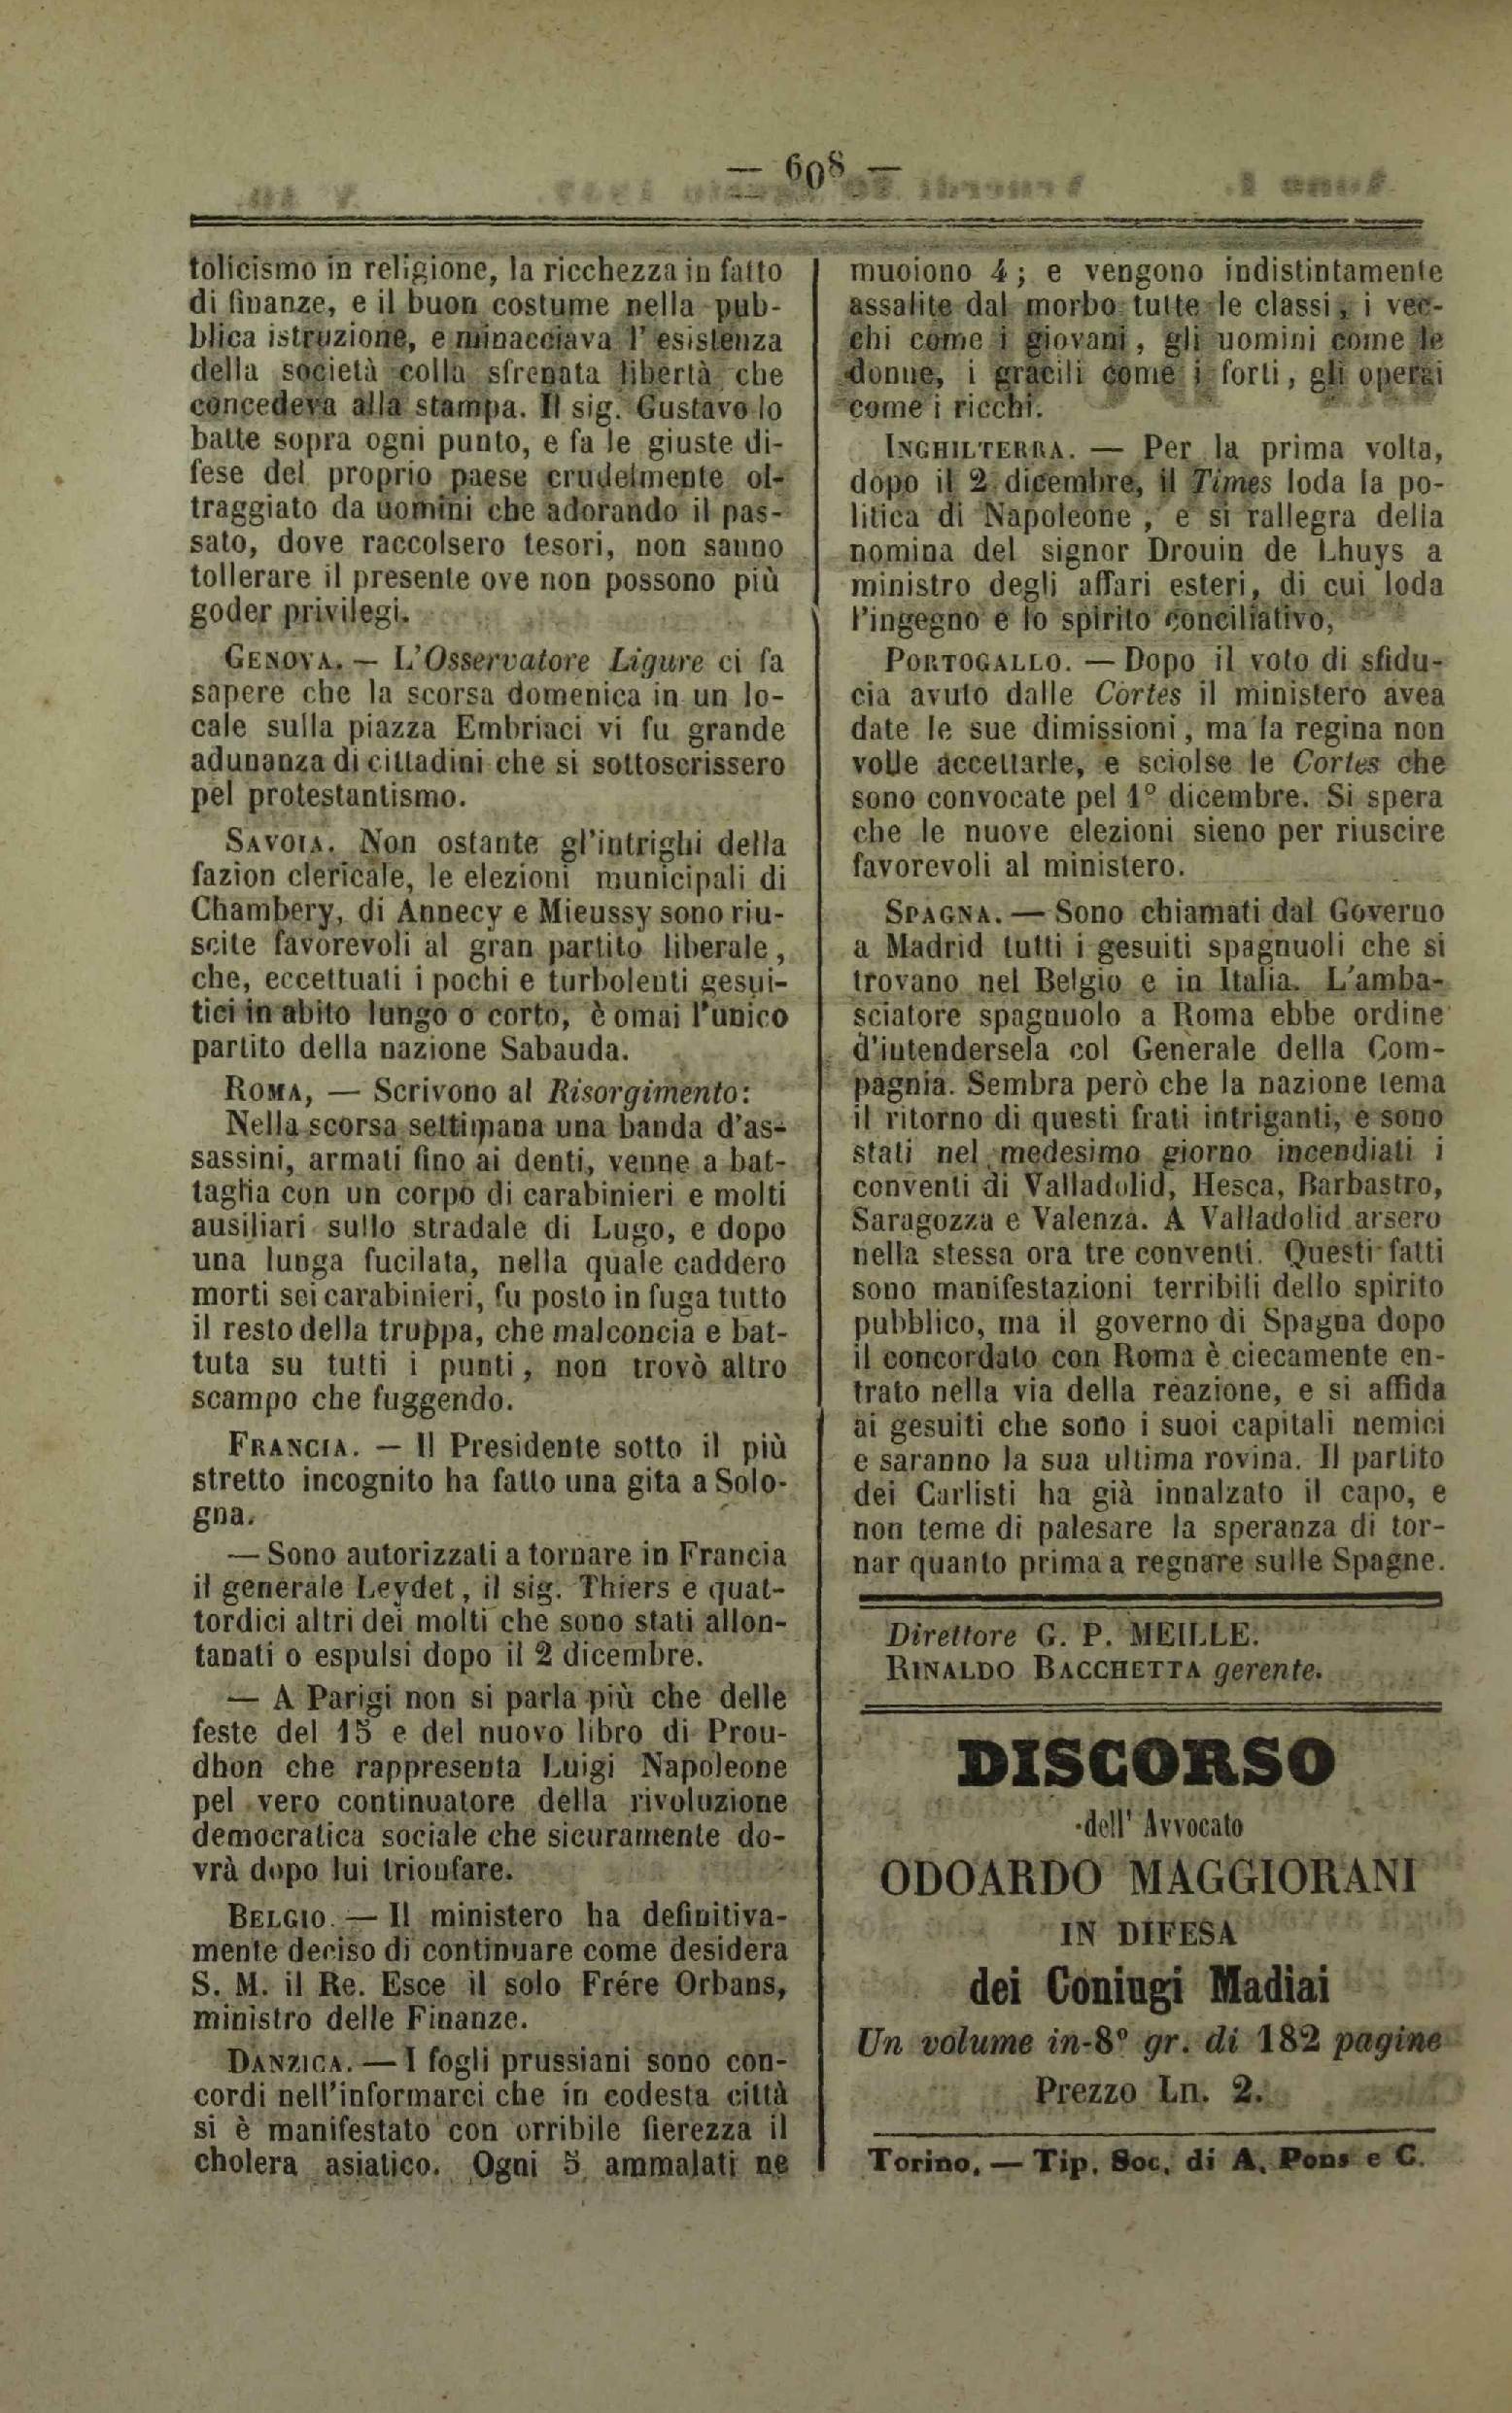 — 608 —
tolicismo in religione, la ricchezza in fatto
di finanze, e il buon costume nella pub-
blica istruzione, e minacciava l' esistenza
della società colla sfrenata libertà che
concedeva alla stampa. Il sig. Gustavo lo
batte sopra ogni punto, e fa le giuste di-
fese del proprio paese crudelmente ol-
traggiato da uomini che adorando il pas-
sato, dove raccolsero tesori, non sanno
tollerare il presente ove non possono più
goder privilegi.
GENOVA. — L'Osservatore Ligure ci fa
sapere che la scorsa domenica in un lo-
cale sulla piazza Embriaci vi fu grande
adunanza di cittadini che si sottoscrissero
pel protestantismo.
SAVOIA. Non ostante gl'intrighi della
fazion clericale, le elezioni municipali di
Chambery, di Annecy e Mieussy sono riu-
scite favorevoli al gran partito liberale,
che, eccettuati i pochi e turbolenti gesui-
tici in abito lungo o corto, è omai l'unico
partito della nazione Sabauda.
ROMA, — Scrivono al Risorgimento:
Nella scorsa settimana una banda d'as-
sassini, armati fino ai denti, venne a bat-
taglia con un corpo di carabinieri e molti
ausiliari sullo stradale di Lugo, e dopo
una lunga fucilata, nella quale caddero
morti sei carabinieri, fu posto in fuga tutto
il resto della truppa, che malconcia e bat-
tuta su tutti i punti, non trovò altro
scampo che fuggendo.
FRANCIA. — Il Presidente sotto il più
stretto incognito ha fatto una gita a Solo-
gna.
— Sono autorizzati a tornare in Francia
il generale Leydet, il sig. Thiers e quat-
tordici altri dei molti che sono stati allon-
tanati o espulsi dopo il 2 dicembre.
— A Parigi non si parla più che delle
feste del 15 e del nuovo libro di Prou-
dhon che rappresenta Luigi Napoleone
pel vero continuatore della rivoluzione
democratica sociale che sicuramente do-
vrà dopo lui trionfare.
BELGIO. — Il ministero ha definitiva-
mente deciso di continuare come desidera
S. M. il Re. Esce il solo Frére Orbans,
ministro delle Finanze.
DANZICA. — I fogli prussiani sono con-
cordi nell'informarci che in codesta città
si è manifestato con orribile fierezza il
cholera asiatico. Ogni 5 ammalati ne
muoiono 4; e vengono indistintamente
assalite dal morbo tutte le classi, i vec-
chi come i giovani, gli uomini come le
donne, i gracili come i forti, gli operai
come i ricchi.
INGHILTERRA. — Per la prima volta,
dopo il 2 dicembre, il Times loda la po-
litica di Napoleone, e si rallegra della
nomina del signor Drouin de Lhuys a
ministro degli affari esteri, di cui loda
l'ingegno e lo spirito conciliativo,
PORTOGALLO. — Dopo il voto di sfidu-
cia avuto dalle Cortes il ministero avea
date le sue dimissioni, ma la regina non
volle accettarle, e sciolse le Cortes che
sono convocate pel 1º dicembre. Si spera
che le nuove elezioni sieno per riuscire
favorevoli al ministero.
SPAGNA. — Sono chiamati dal Governo
a Madrid tutti i gesuiti spagnuoli che si
trovano nel Belgio e in Italia. L'amba-
sciatore spagnuolo a Roma ebbe ordine
d'intendersela col Generale della Com-
pagnia. Sembra però che la nazione tema
il ritorno di questi frati intriganti, e sono
stati nel medesimo giorno incendiati i
conventi di Valladolid, Hesca, Barbastro,
Saragozza e Valenza. A Valladolid arsero
nella stessa ora tre conventi. Questi fatti
sono manifestazioni terribili dello spirito
pubblico, ma il governo di Spagna dopo
il concordato con Roma è ciecamente en-
trato nella via della reazione, e si affida
ai gesuiti che sono i suoi capitali nemici
e saranno la sua ultima rovina. Il partito
dei Carlisti ha già innalzato il capo, e
non teme di palesare la speranza di tor-
nar quanto prima a regnare sulle Spagne.
Direttore G. P. MEILLE.
RINALDO BACCHETTA gerente.
DISCORSO
dell' Avvocato
ODOARDO MAGGIORANI
IN DIFESA
dei Coniugi Madiai
Un volume in-8º gr. di 182 pagine
Prezzo Ln. 2.
Torino, — Tip. Soc. di A. Pons e C.